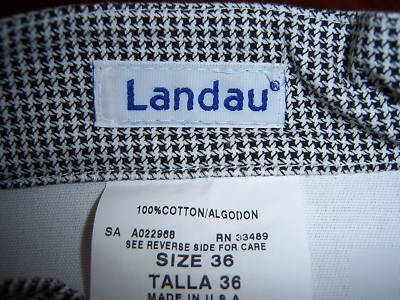 Landau®
100%COTTON/ALGODON
SA A022968 RN 33489
SEE REVERSE SIDE FOR CARE
SIZE 36
TALLA 36
MADE IN U.S.A